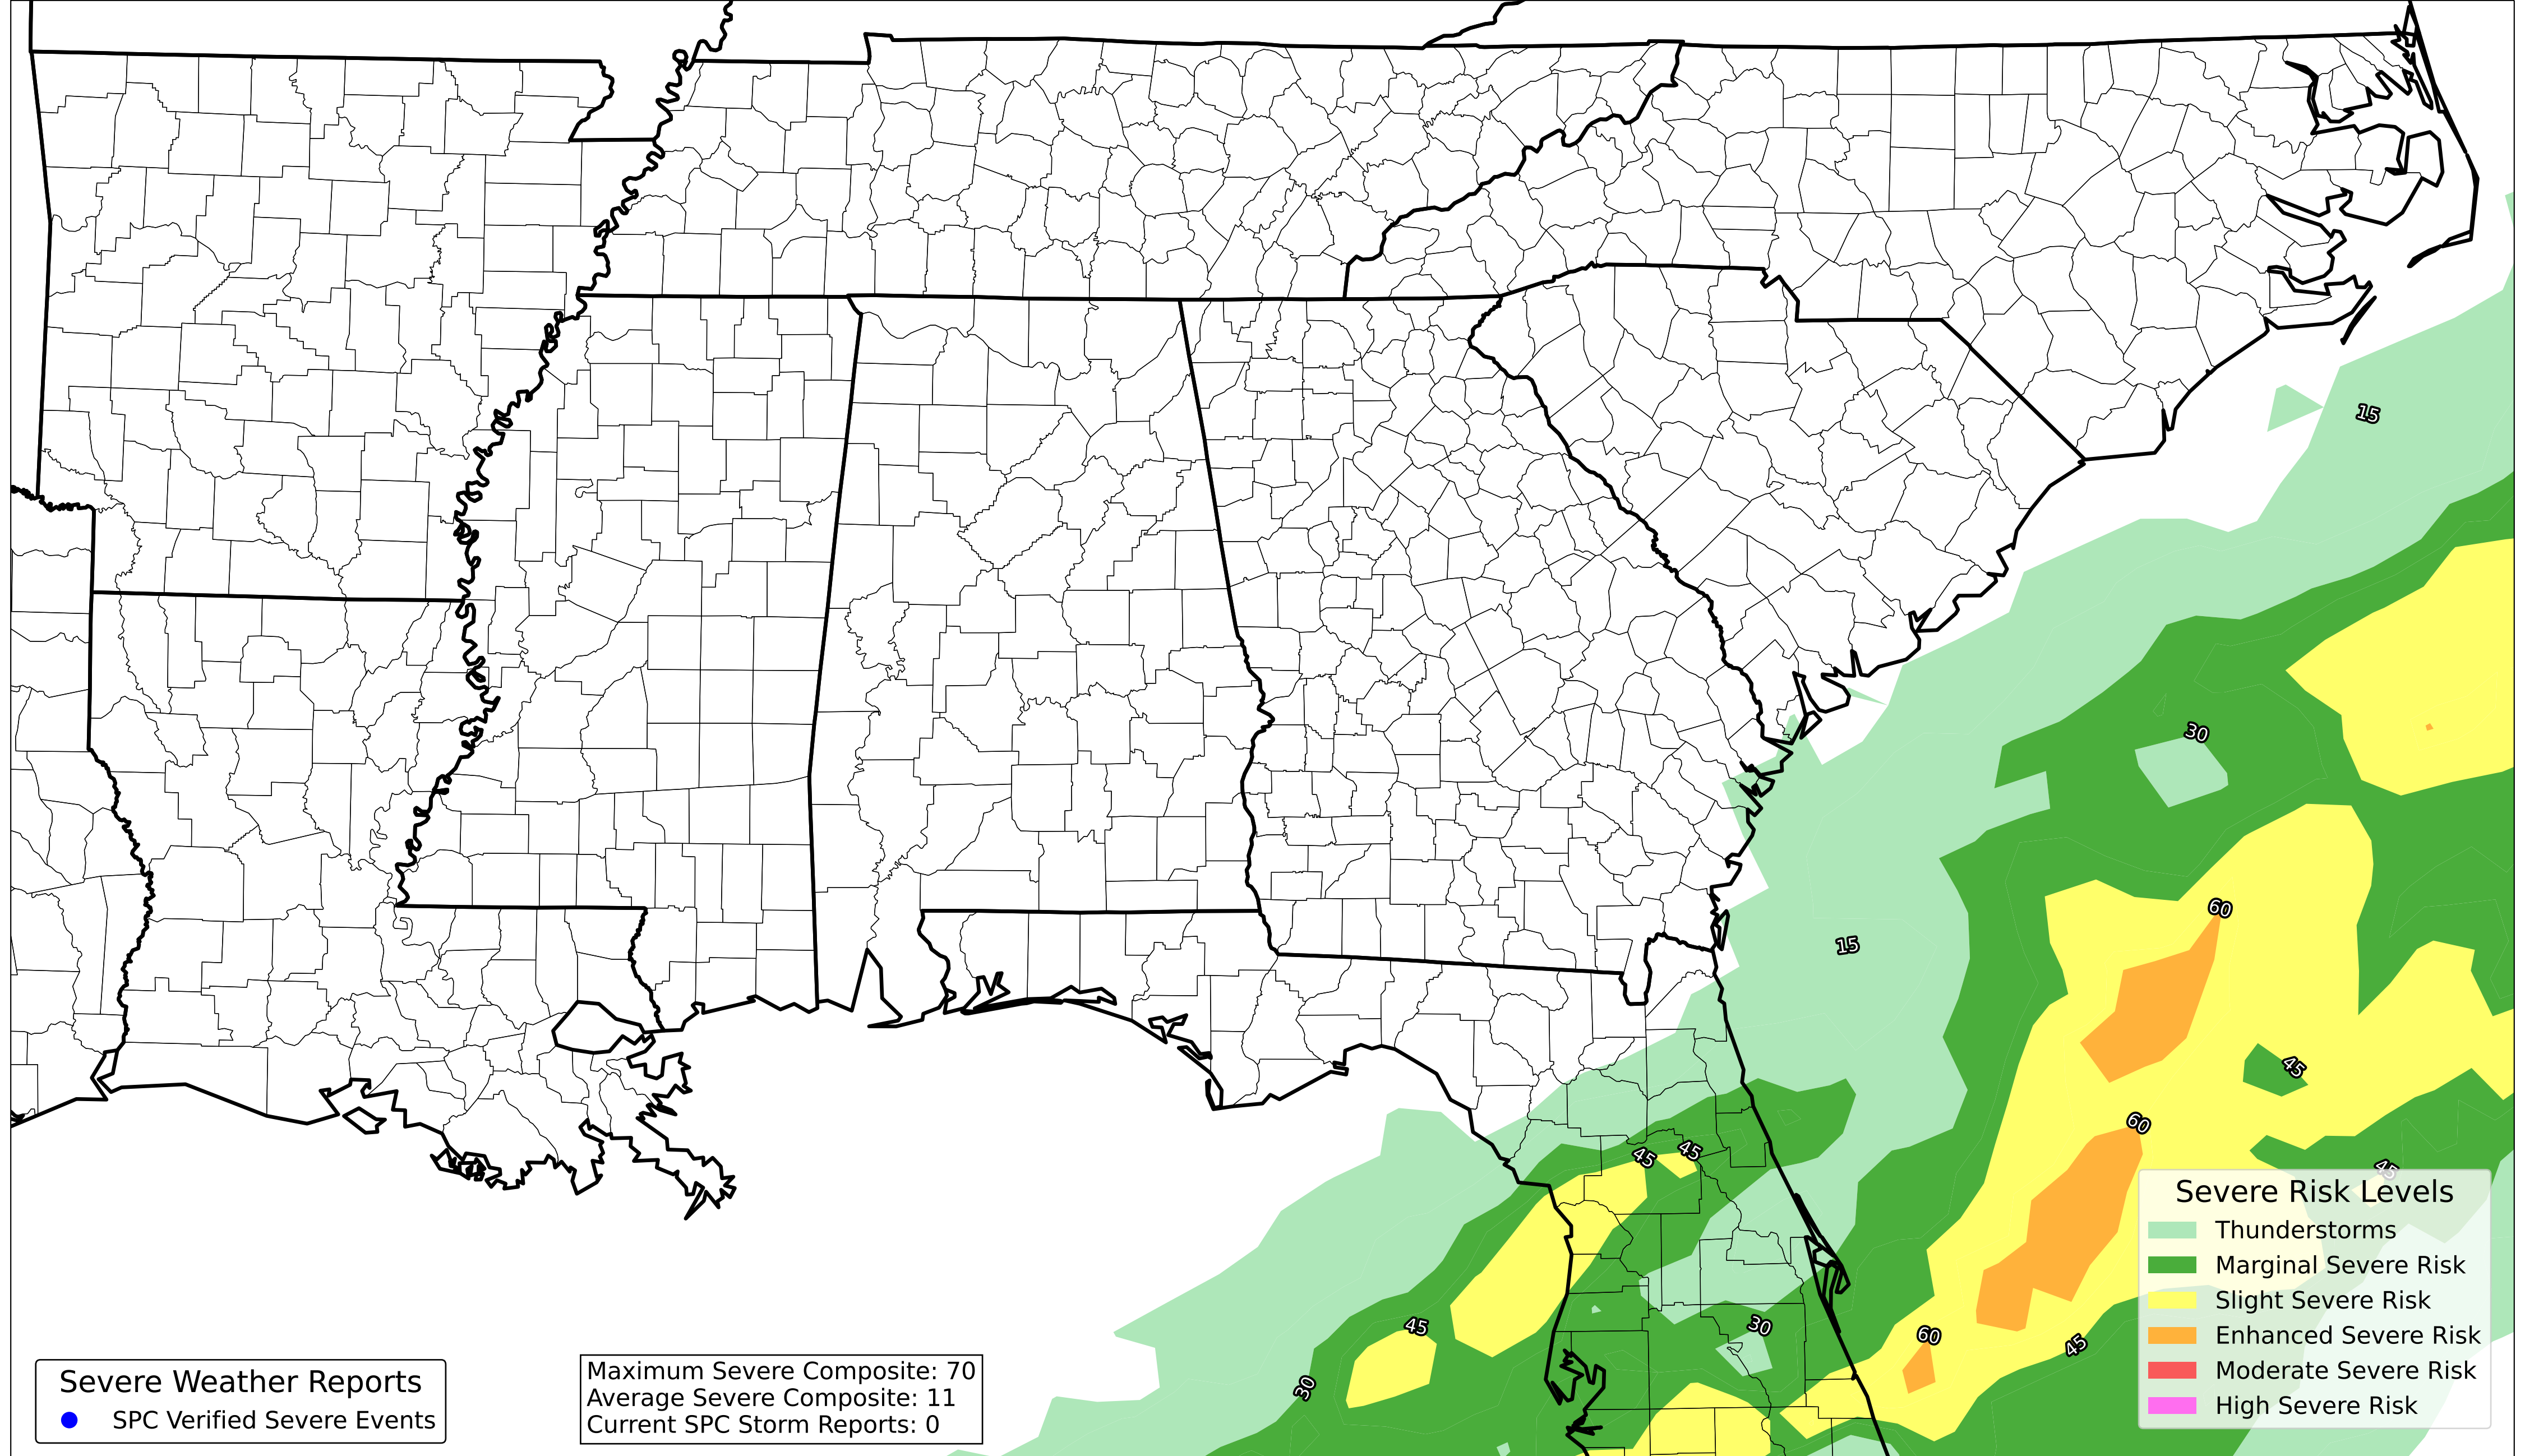 15
30
15
60
45
60
45
45
45
45
30
60
45
30
Severe Risk Levels
Thunderstorms
Marginal Severe Risk
Slight Severe Risk
Enhanced Severe Risk
Moderate Severe Risk
High Severe Risk
Severe Weather Reports
SPC Verified Severe Events
Maximum Severe Composite: 70
Average Severe Composite: 11
Current SPC Storm Reports: 0